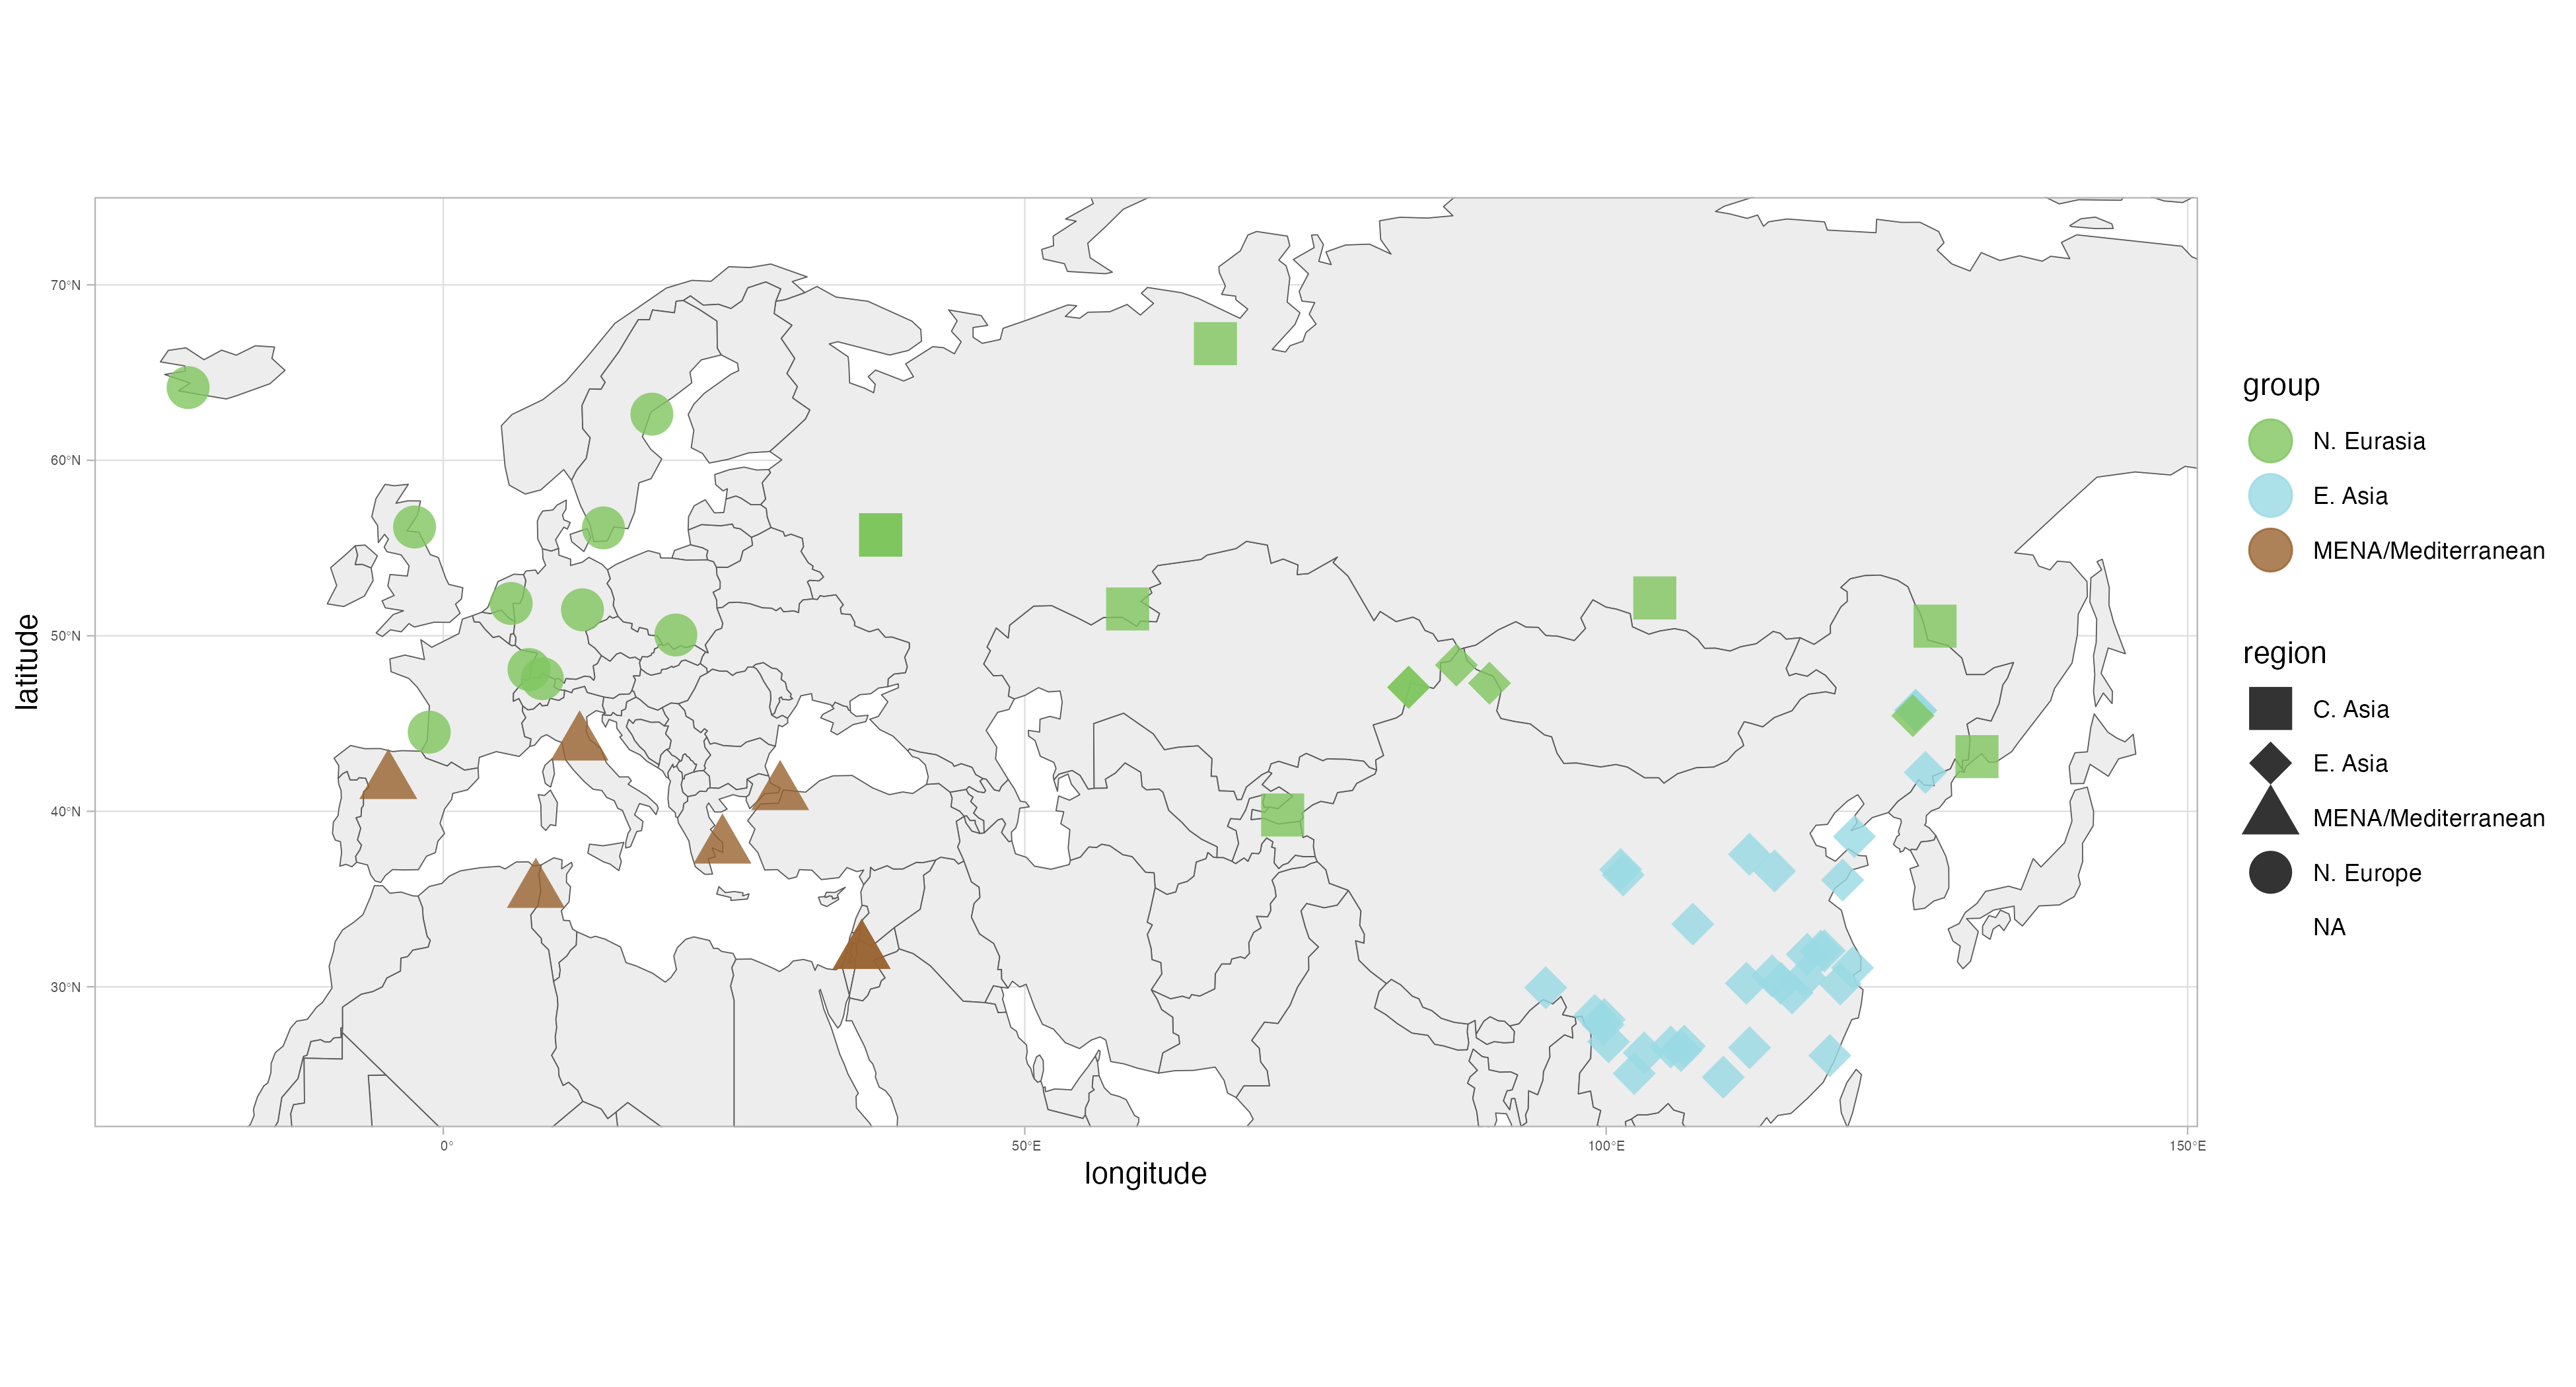 70°N
60°N
50°N
40°N
30°N
latitude
0°
50°E
100°E
150°E
longitude
group
N. Eurasia
E. Asia
MENA/Mediterranean
region
C. Asia
E. Asia
MENA/Mediterranean
N. Europe
NA